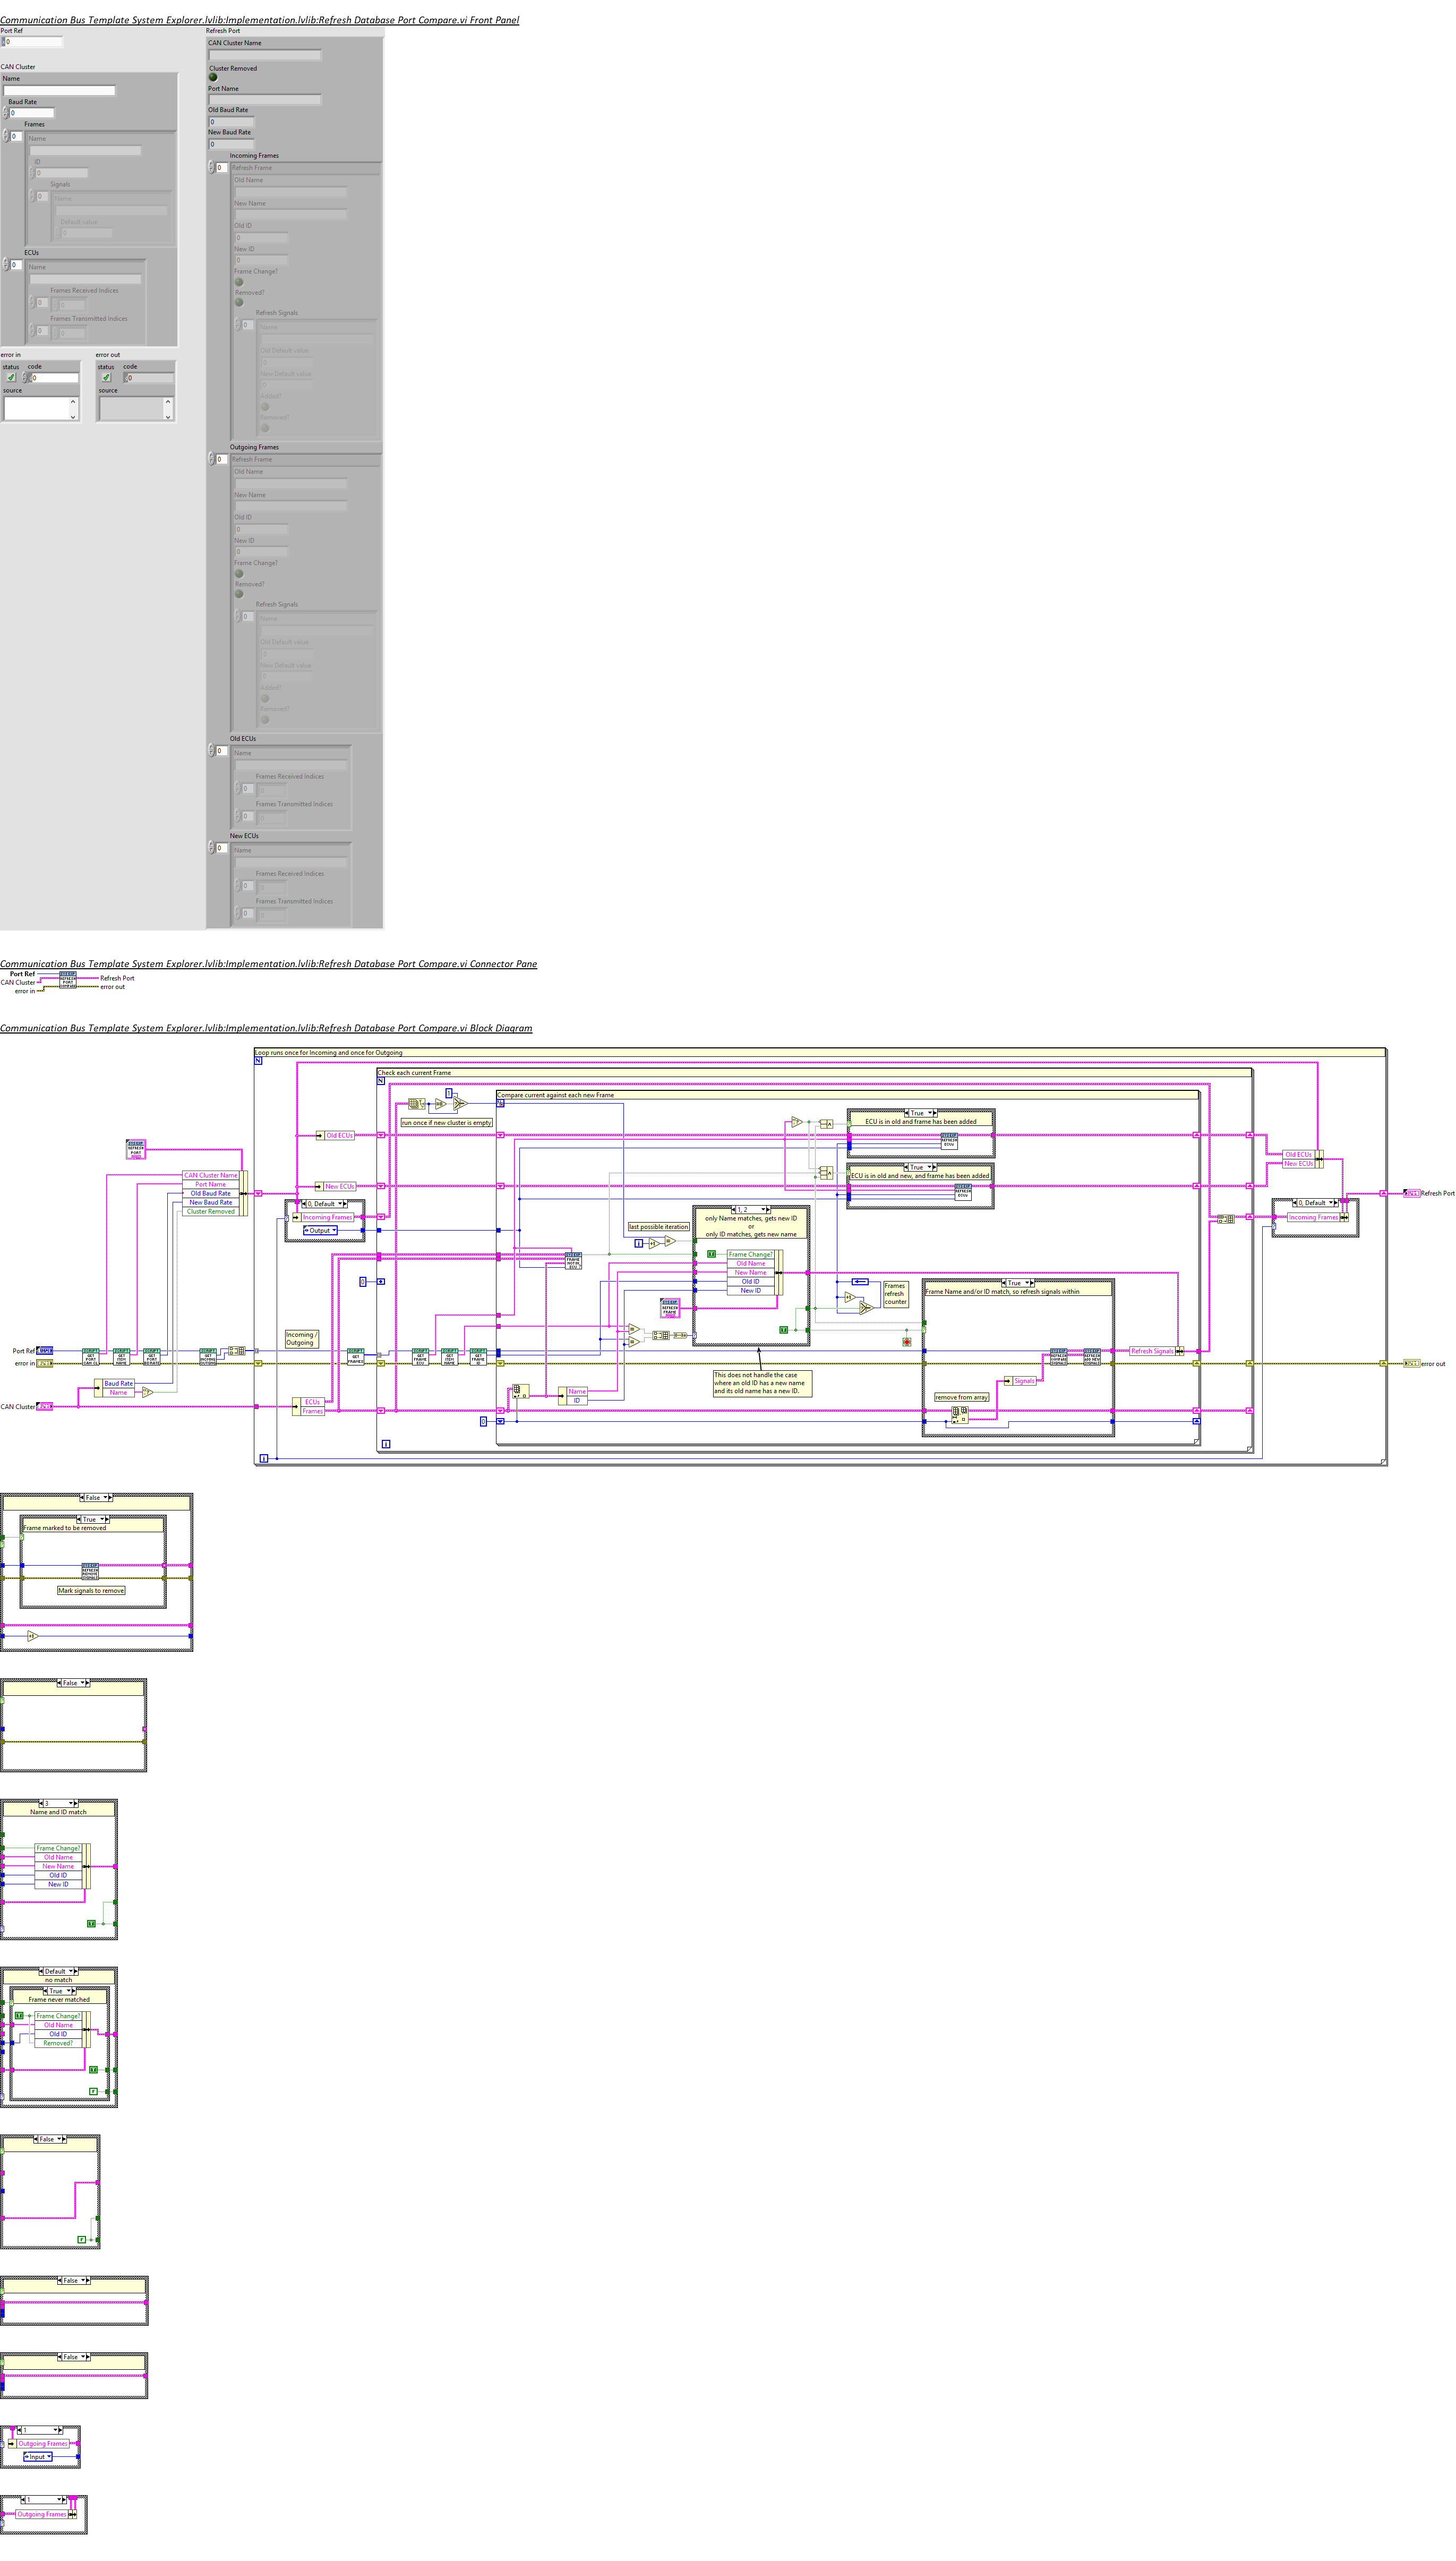 Communication Bus Template System Explorer.lvlib:Implementation.lvlib:Refresh Database Port Compare.vi Front Panel
Port Ref
0
CAN Cluster
Name
Baud Rate
0
Frames
0
Name
ID
0
Signals
0
Name
Default value
0
ECUs
0
Name
Frames Received Indices
0
Frames Transmitted Indices
0
error in
status code
0
source
error out
status code
0
source
Refresh Port
CAN Cluster Name
Cluster Removed
Port Name
Old Baud Rate
0
New Baud Rate
0
Incoming Frames
0
Refresh Frame
Old Name
New Name
Old ID
0
New ID
0
Frame Change?
Removed?
Refresh Signals
0
Name
Old Default value
0
New Default value
0
Added?
Removed?
Outgoing Frames
0
Refresh Frame
Old Name
New Name
Old ID
0
New ID
0
Frame Change?
Removed?
Refresh Signals
0
Name
Old Default value
0
New Default value
0
Added?
Removed?
Old ECUs
0
Name
Frames Received Indices
0
Frames Transmitted Indices
0
New ECUs
0
Name
Frames Received Indices
0
Frames Transmitted Indices
0
Communication Bus Template System Explorer.lvlib:Implementation.lvlib:Refresh Database Port Compare.vi Connector Pane
Port Ref
CAN Cluster
error in
Refresh Port
error out
Communication Bus Template System Explorer.lvlib:Implementation.lvlib:Refresh Database Port Compare.vi Block Diagram
Loop runs once for Incoming and once for Outgoing
N
Check each current Frame
N
Compare current against each new Frame
run once if new cluster is empty
1
True
ECU is in old and frame has been added
True
ECU is in old and new, and frame has been added
Old ECUs
New ECUs
CAN Cluster Name
Port Name
Old Baud Rate
New Baud Rate
Cluster Removed
0, Default
Incoming Frames
Output
last possible iteration
1, 2
only Name matches, gets new ID
or
only ID matches, gets new name
Frame Change?
Old Name
New Name
Old ID
New ID
Frames
refresh
counter
True
Frame Name and/or ID match, so refresh signals within
Old ECUs
New ECUs
0, Default
Incoming Frames
Refresh Port
Incoming /
Outgoing
Port Ref
error in
Baud Rate
Name
CAN Cluster
ECUs
Frames
Name
ID
0
This does not handle the case
where an old ID has a new name
and its old name has a new ID.
remove from array
Signals
Refresh Signals
error out
i
False
True
Frame marked to be removed
Mark signals to remove
False
3
Name and ID match
Frame Change?
Old Name
New Name
Old ID
New ID
Default
no match
True
Frame never matched
Frame Change?
Old Name
Old ID
Removed?
F
False
F
False
False
1
Outgoing Frames
Input
1
Outgoing Frames